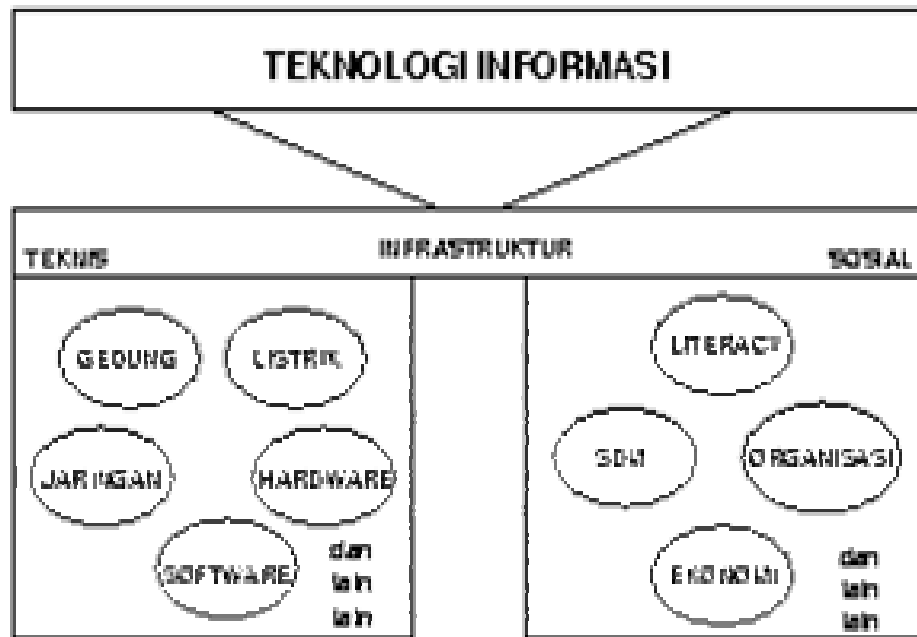 TEKNOLOGI INFORMASI
INFRASTRUKTUR
TEKNIS
SOSIAL
GEDUNG
LISTRIK
JARINGAN
HARDWARE
SOFTWARE
dan
lain
lain
LITERACY
SDM
ORGANISASI
EKONOMI
dan
lain
lain